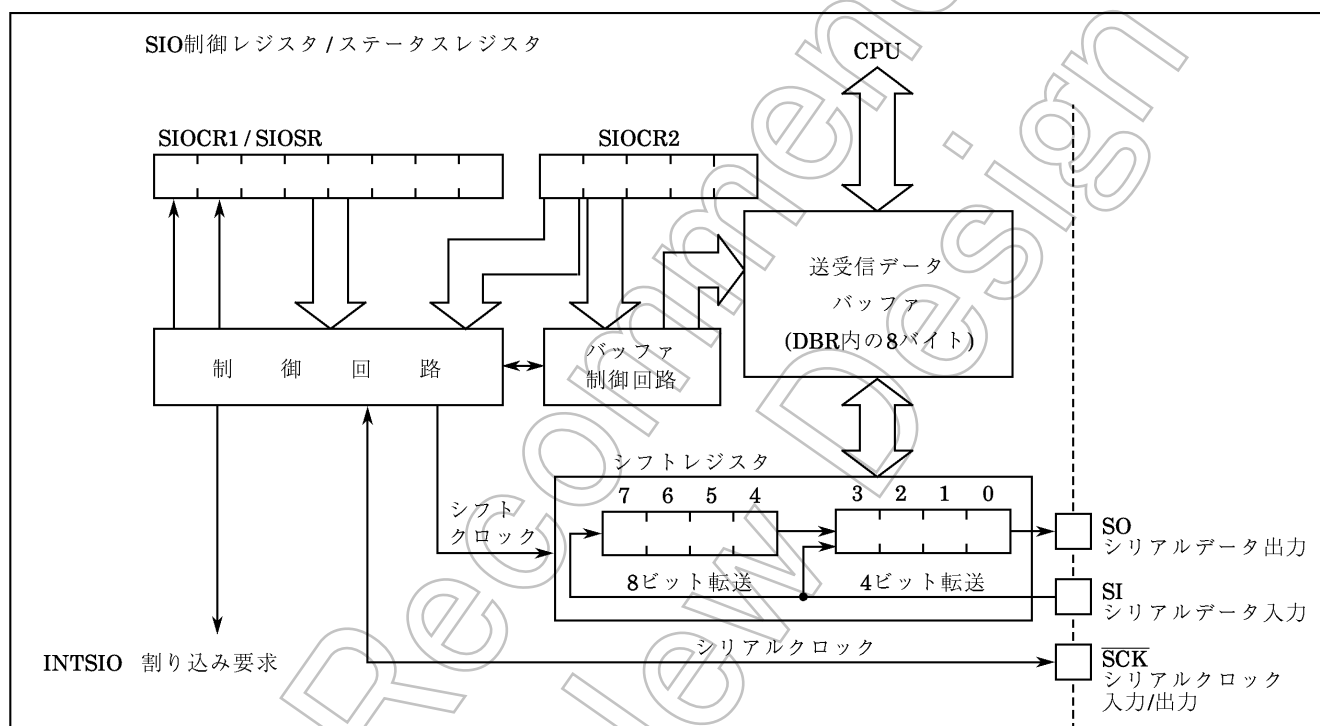 SIO制御レジスタ/ステータスレジスタ
CPU
SIOCR1 / SIOSR
SIOCR2
送受信データ
バッファ
(DBR内の8バイト)
制 御 回 路
バッファ
制御回路
シフトレジスタ
7 6 5 4
3 2 1 0
シフト
クロック
SO
シリアルデータ出力
8ビット転送
4ビット転送
SI
シリアルデータ入力
シリアルクロック
INTSIO 割り込み要求
SCK
シリアルクロック
入力/出力
Recommen
New Design